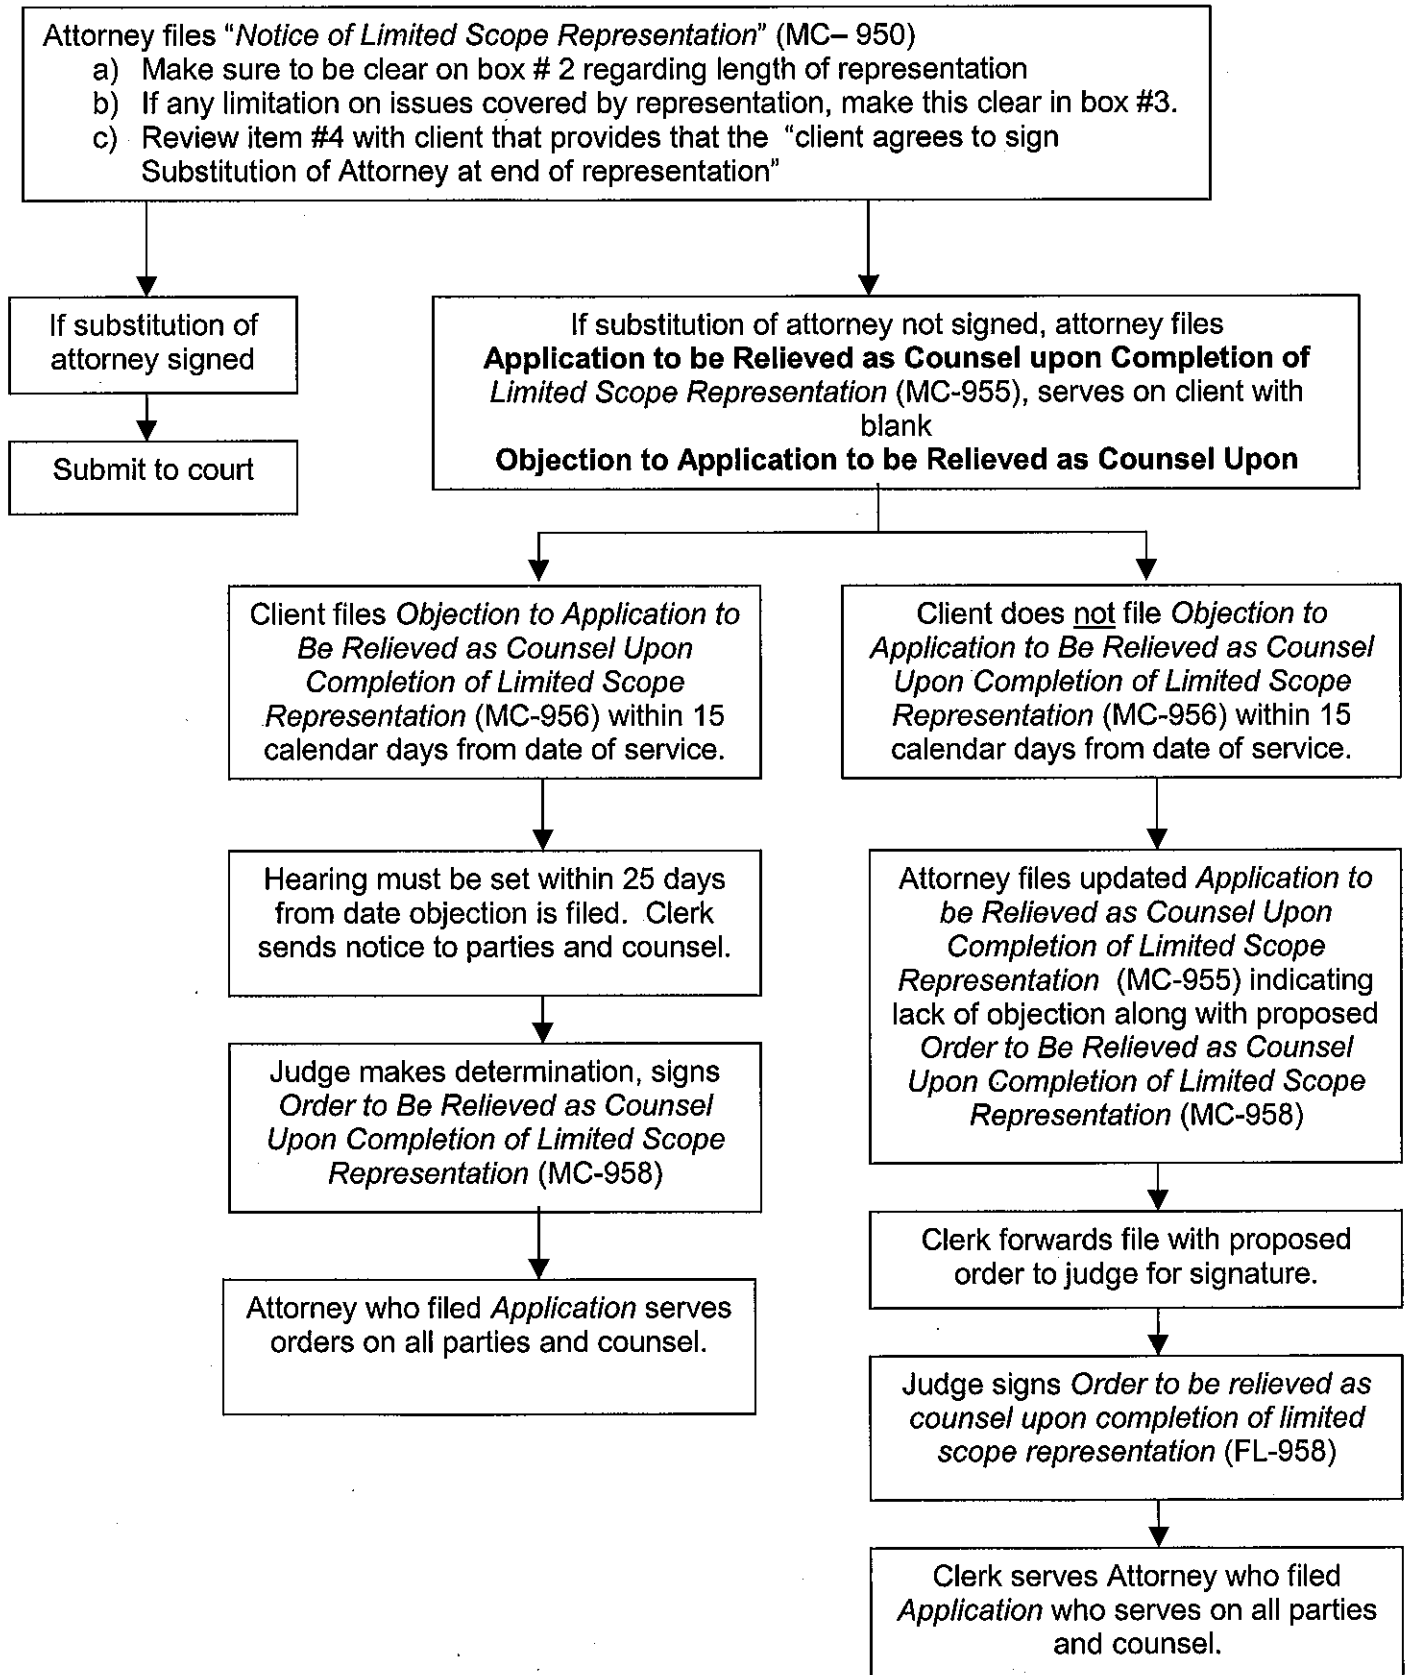 Attorney files “Notice of Limited Scope Representation” (MC– 950)
a) Make sure to be clear on box # 2 regarding length of representation
b) If any limitation on issues covered by representation, make this clear in box #3.
c) Review item #4 with client that provides that the “client agrees to sign
Substitution of Attorney at end of representation”
If substitution of
attorney signed
Submit to court
If substitution of attorney not signed, attorney files
Application to be Relieved as Counsel upon Completion of
Limited Scope Representation (MC-955), serves on client with
blank
Objection to Application to be Relieved as Counsel Upon
Client files Objection to Application to
Be Relieved as Counsel Upon
Completion of Limited Scope
Representation (MC-956) within 15
calendar days from date of service.
Hearing must be set within 25 days
from date objection is filed. Clerk
sends notice to parties and counsel.
Judge makes determination, signs
Order to Be Relieved as Counsel
Upon Completion of Limited Scope
Representation (MC-958)
Attorney who filed Application serves
orders on all parties and counsel.
Client does not file Objection to
Application to Be Relieved as Counsel
Upon Completion of Limited Scope
Representation (MC-956) within 15
calendar days from date of service.
Attorney files updated Application to
be Relieved as Counsel Upon
Completion of Limited Scope
Representation (MC-955) indicating
lack of objection along with proposed
Order to Be Relieved as Counsel
Upon Completion of Limited Scope
Representation (MC-958)
Clerk forwards file with proposed
order to judge for signature.
Judge signs Order to be relieved as
counsel upon completion of limited
scope representation (FL-958)
Clerk serves Attorney who filed
Application who serves on all parties
and counsel.